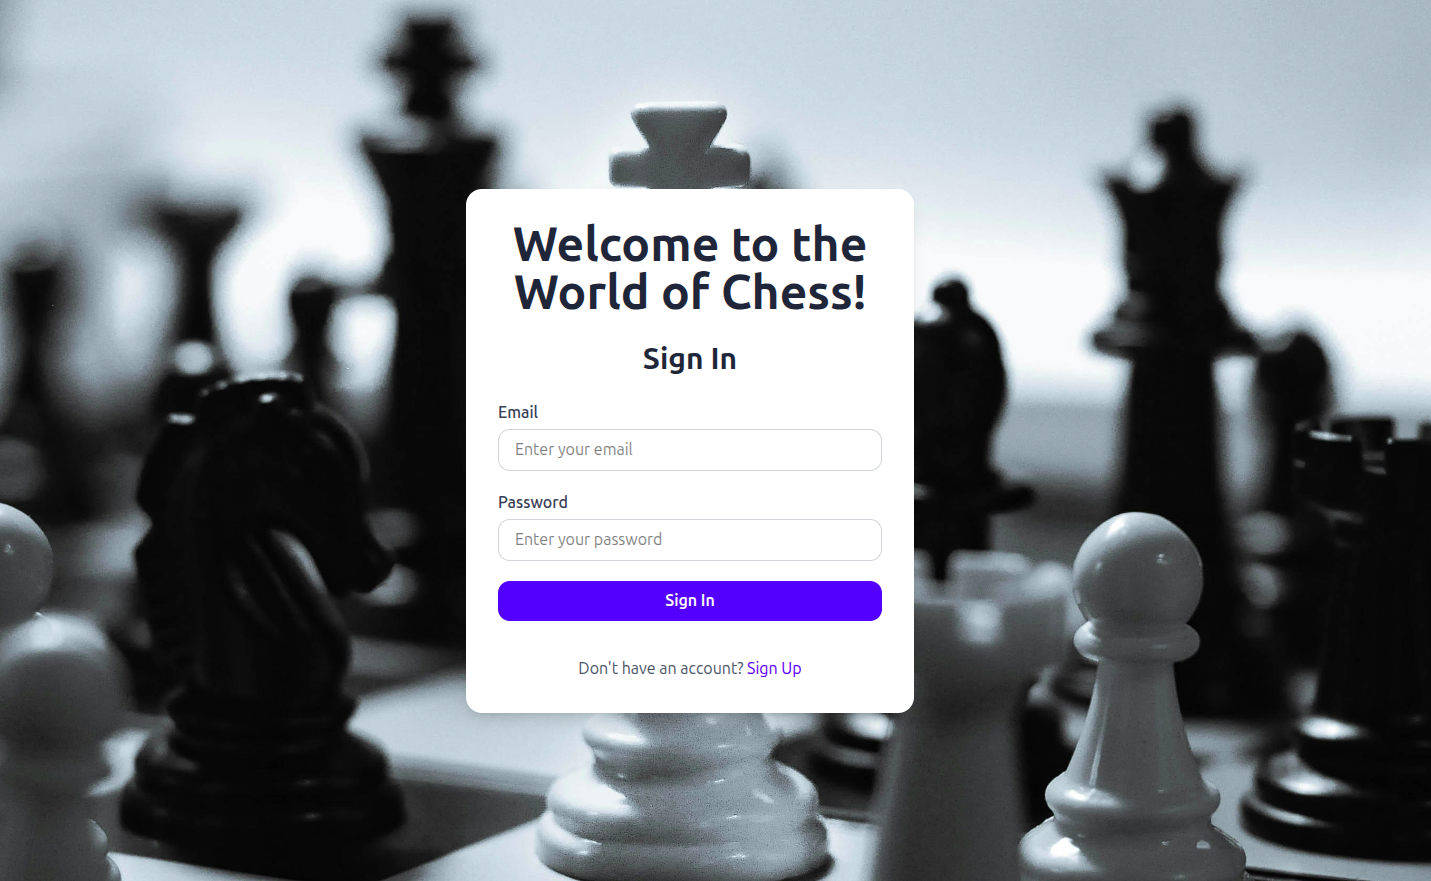 Welcome to the
World of Chess!
Sign In
Email
Enter your email
Password
Enter your password
Sign In
Don't have an account? Sign Up